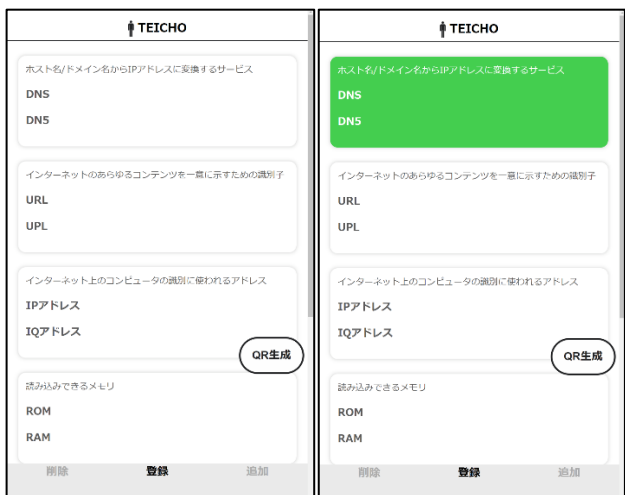 TEICHO
ホスト名/ドメイン名からIPアドレスに変換するサービス
DNS
DN5
インターネットのあらゆるコンテンツを一意に示すための識別子
URL
UPL
インターネット上のコンピュータの識別に使われるアドレス
IPアドレス
IQアドレス
QR生成
読み込みできるメモリ
ROM
RAM
削除 登録 追加
TEICHO
ホスト名/ドメイン名からIPアドレスに変換するサービス
DNS
DN5
インターネットのあらゆるコンテンツを一意に示すための識別子
URL
UPL
インターネット上のコンピュータの識別に使われるアドレス
IPアドレス
IQアドレス
QR生成
読み込みできるメモリ
ROM
RAM
削除 登録 追加